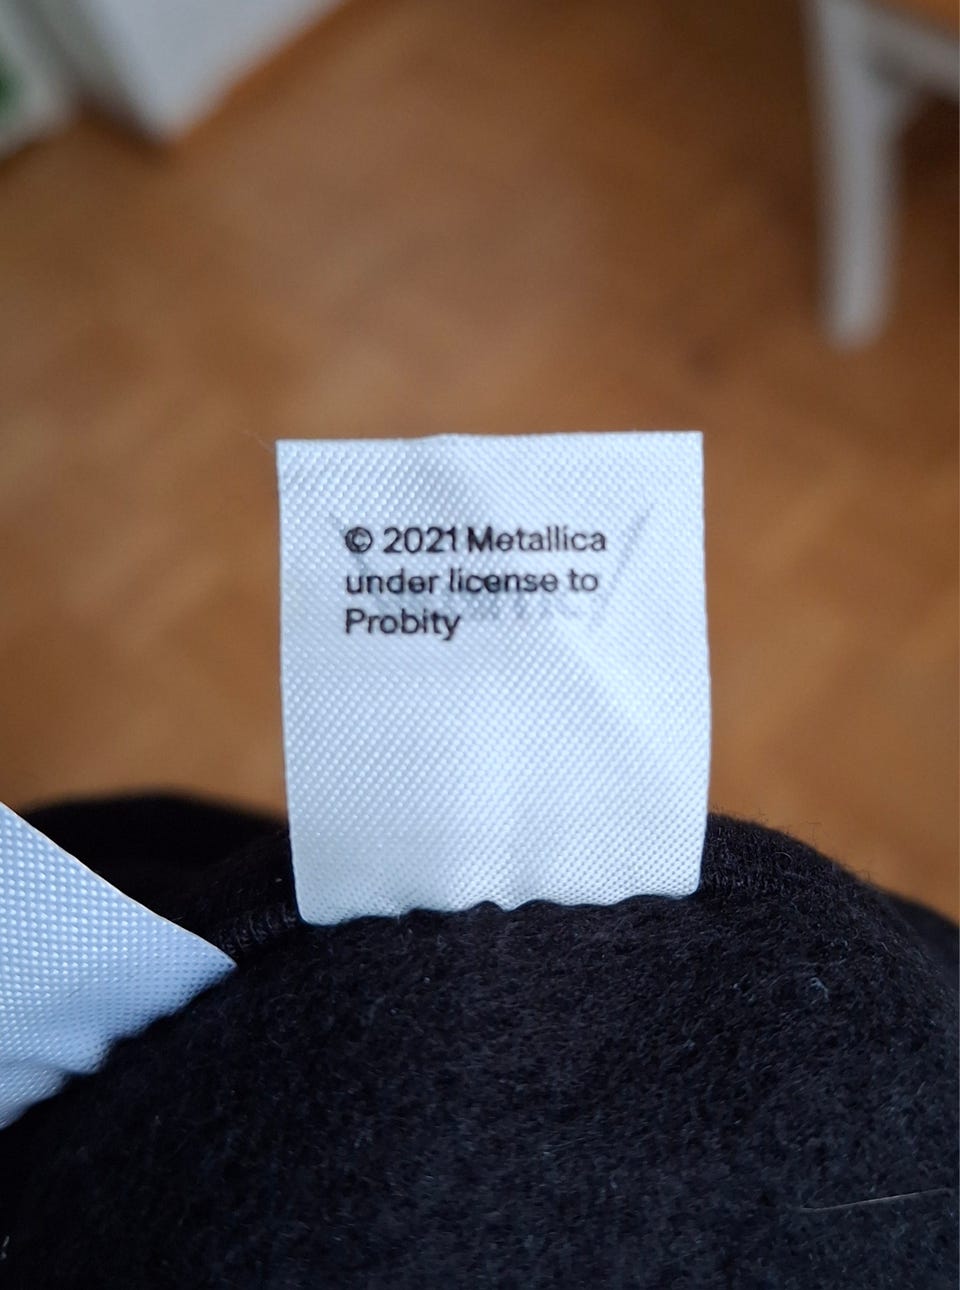 © 2021 Metallica
under license to
Probity